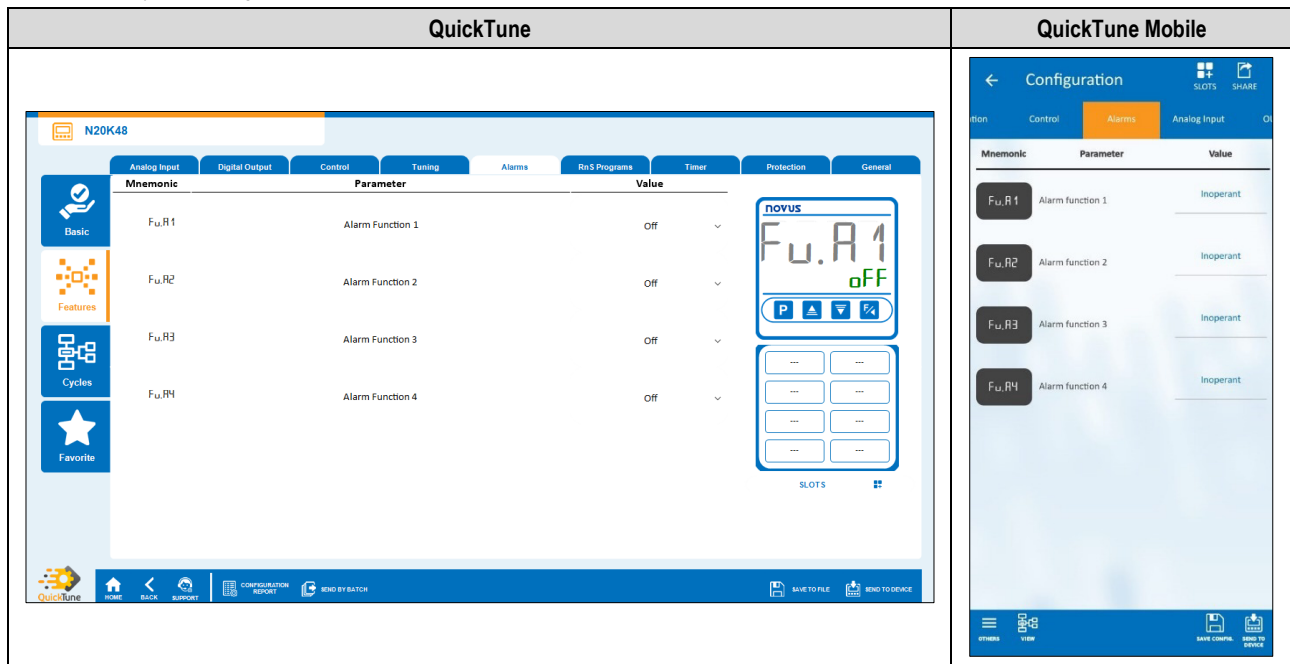 QuickTune
QuickTune Mobile
N20K48
Analog Input Digital Output Control Tuning Alarms RnS Programs Timer Protection General
Mnemonic Parameter Value
Fu.A1 Alarm Function 1 Off
Fu.A2 Alarm Function 2 Off
Fu.A3 Alarm Function 3 Off
Fu.A4 Alarm Function 4 Off
Basic
Features
Cycles
Favorite
novus
Fu.A1
oFF
P F/
--- ---
--- ---
--- ---
--- ---
SLOTS
QuickTune
HOME BACK SUPPORT CONFIGURATION REPORT SEND BY BATCH SAVE TO FILE SEND TO DEVICE
Configuration
SLOTS SHARE
Control Alarms Analog Input
Mnemonic Parameter Value
Fu.A1 Alarm function 1 Inoperant
Fu.A2 Alarm function 2 Inoperant
Fu.A3 Alarm function 3 Inoperant
Fu.A4 Alarm function 4 Inoperant
OTHERS VIEW SAVE CONFIG. SEND TO DEVICE